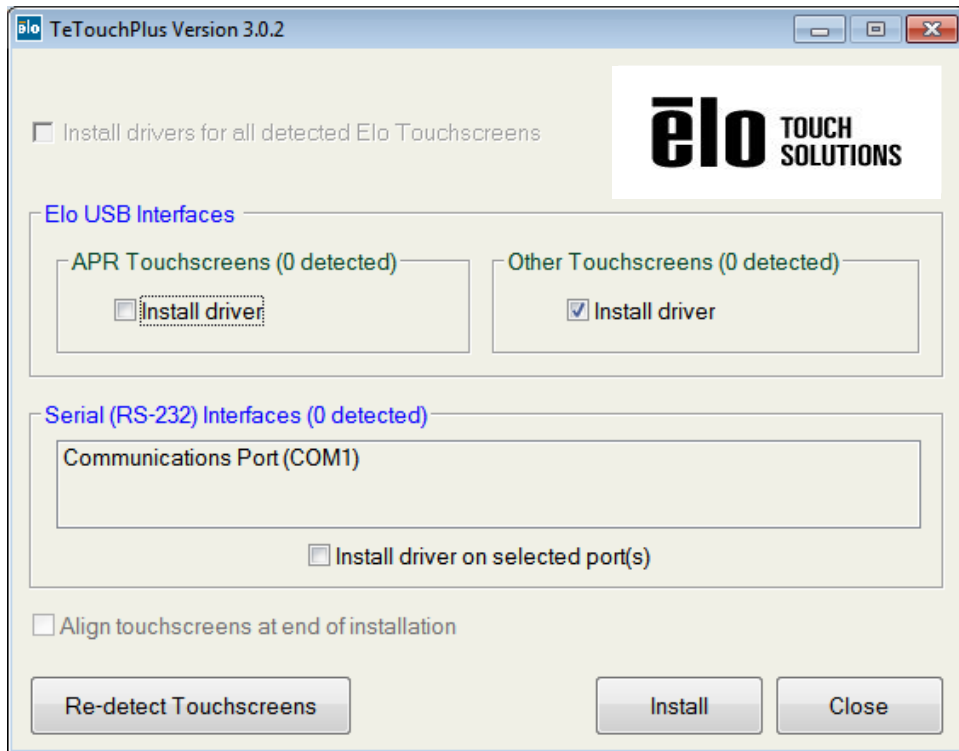 elo TeTouchPlus Version 3.0.2
Install drivers for all detected Elo Touchscreens
ēlo TOUCH
SOLUTIONS
Elo USB Interfaces
APR Touchscreens (0 detected)
Install driver
Other Touchscreens (0 detected)
Install driver
Serial (RS-232) Interfaces (0 detected)
Communications Port (COM1)
Install driver on selected port(s)
Align touchscreens at end of installation
Re-detect Touchscreens
Install
Close